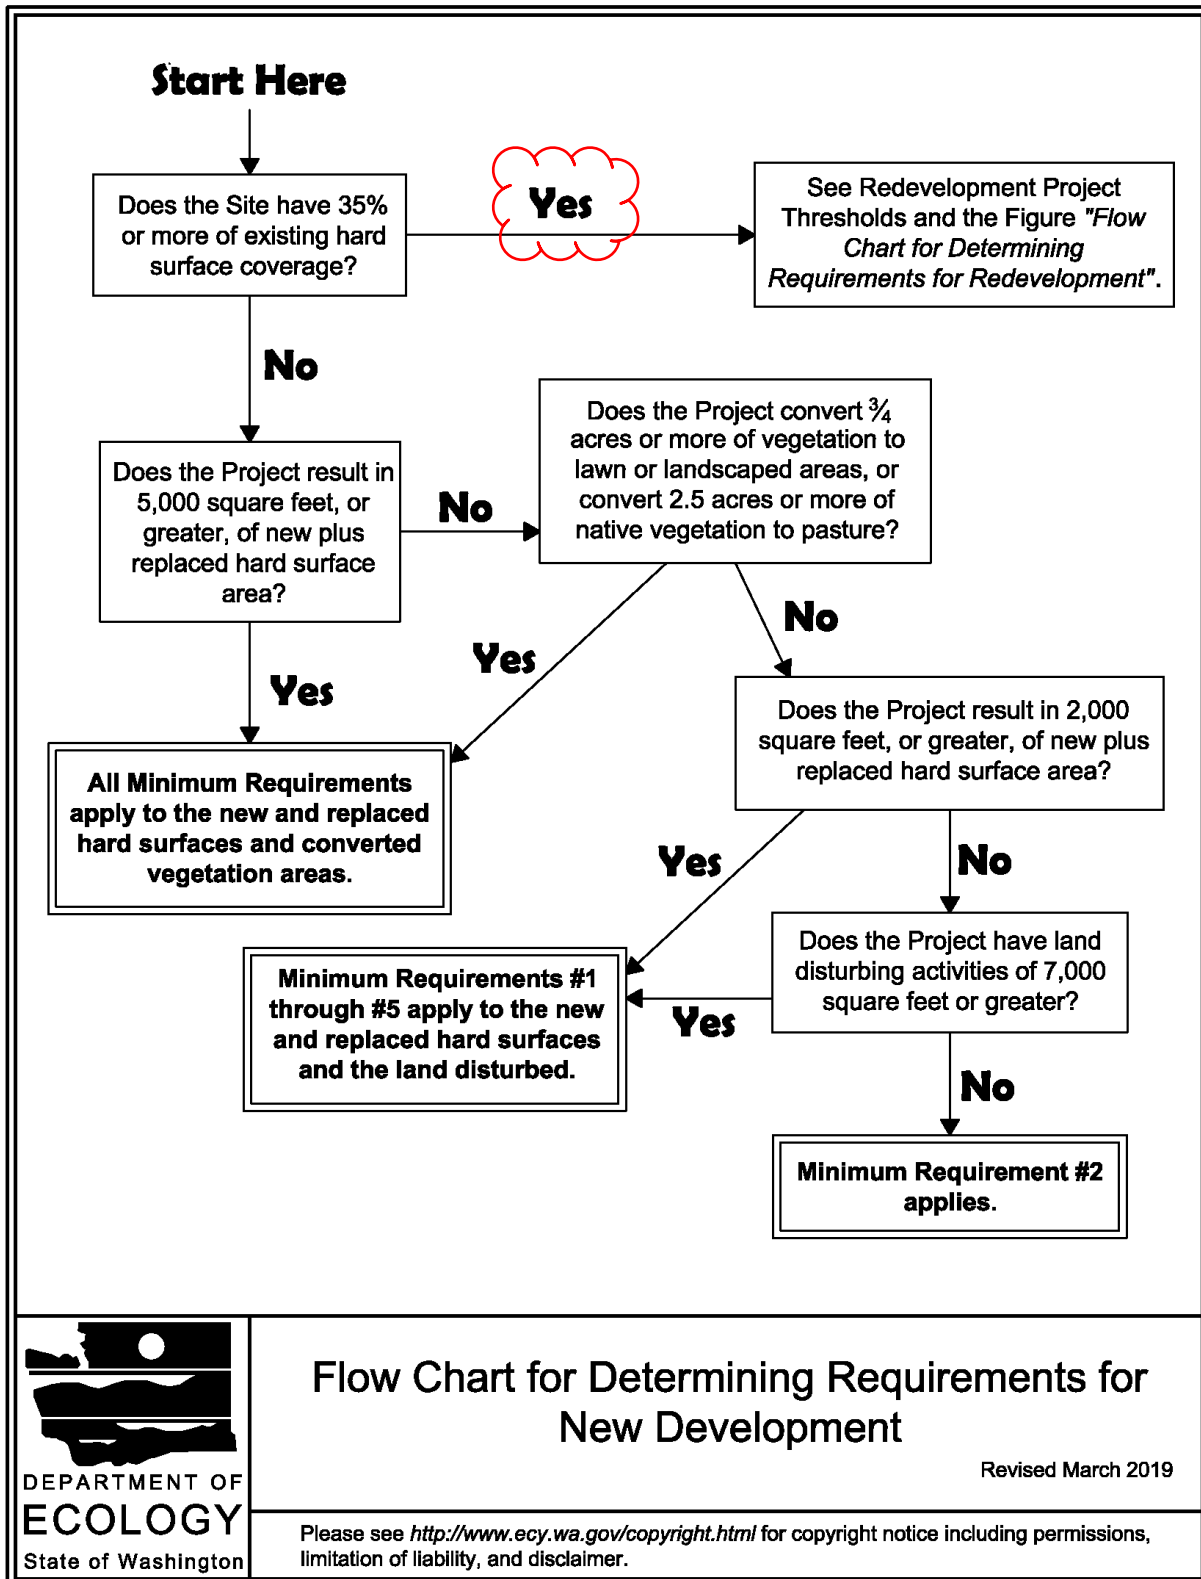 Start Here
Does the Site have 35%
or more of existing hard
surface coverage?
Yes
See Redevelopment Project
Thresholds and the Figure "Flow
Chart for Determining
Requirements for Redevelopment".
No
Does the Project result in
5,000 square feet, or
greater, of new plus
replaced hard surface
area?
No
Does the Project convert ¾
acres or more of vegetation to
lawn or landscaped areas, or
convert 2.5 acres or more of
native vegetation to pasture?
Yes
Yes
No
All Minimum Requirements
apply to the new and replaced
hard surfaces and converted
vegetation areas.
Does the Project result in 2,000
square feet, or greater, of new plus
replaced hard surface area?
Yes
No
Minimum Requirements #1
through #5 apply to the new
and replaced hard surfaces
and the land disturbed.
Yes
Does the Project have land
disturbing activities of 7,000
square feet or greater?
No
Minimum Requirement #2
applies.
DEPARTMENT OF
ECOLOGY
State of Washington
Flow Chart for Determining Requirements for
New Development
Revised March 2019
Please see http://www.ecy.wa.gov/copyright.html for copyright notice including permissions,
limitation of liability, and disclaimer.